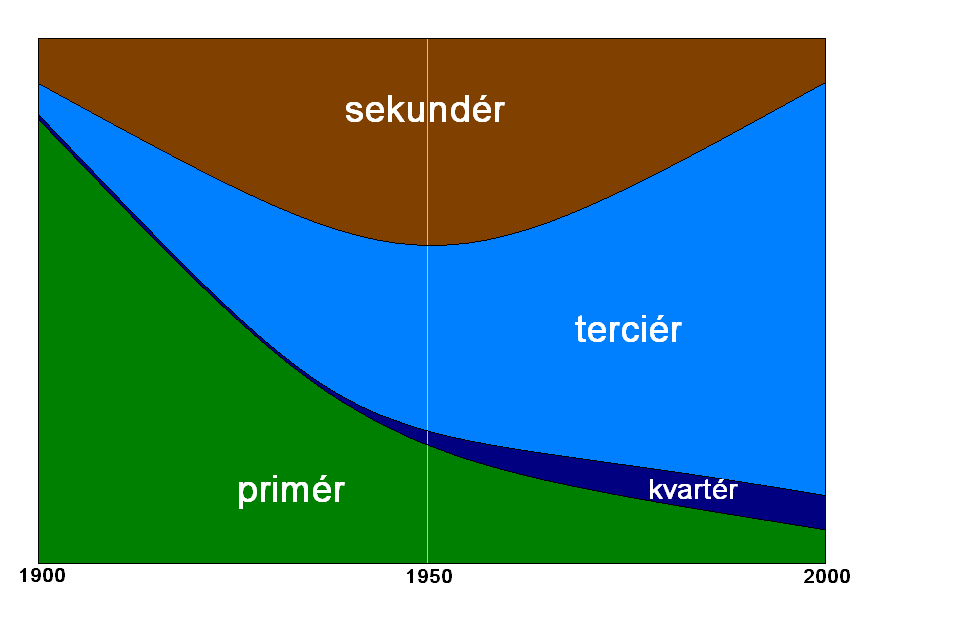 sekundér
terciér
primér
kvartér
1900 1950 2000